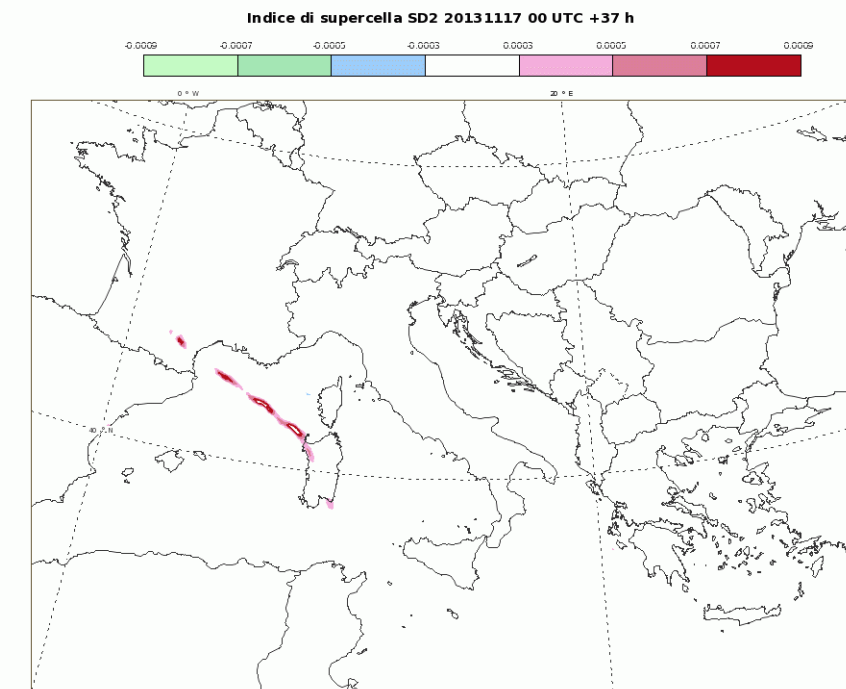 Indice di supercella SD2 20131117 00 UTC +37 h
-0.0009 -0.0007 -0.0005 -0.0003 0.0003 0.0005 0.0007 0.0009
0 ° W 20 ° E
40 ° N